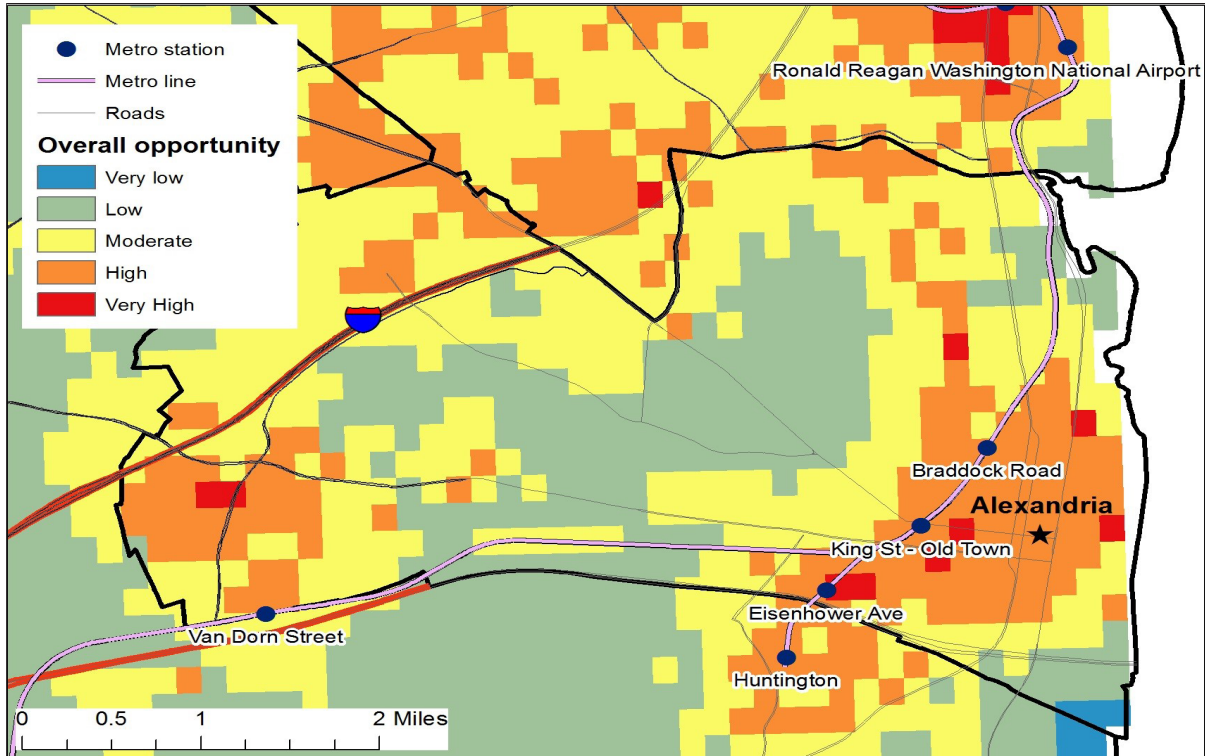 Metro station
Metro line
Roads
Overall opportunity
Very low
Low
Moderate
High
Very High
Ronald Reagan Washington National Airport
Braddock Road
Alexandria
King St - Old Town
Eisenhower Ave
Van Dorn Street
Huntington
0 0.5 1 2 Miles